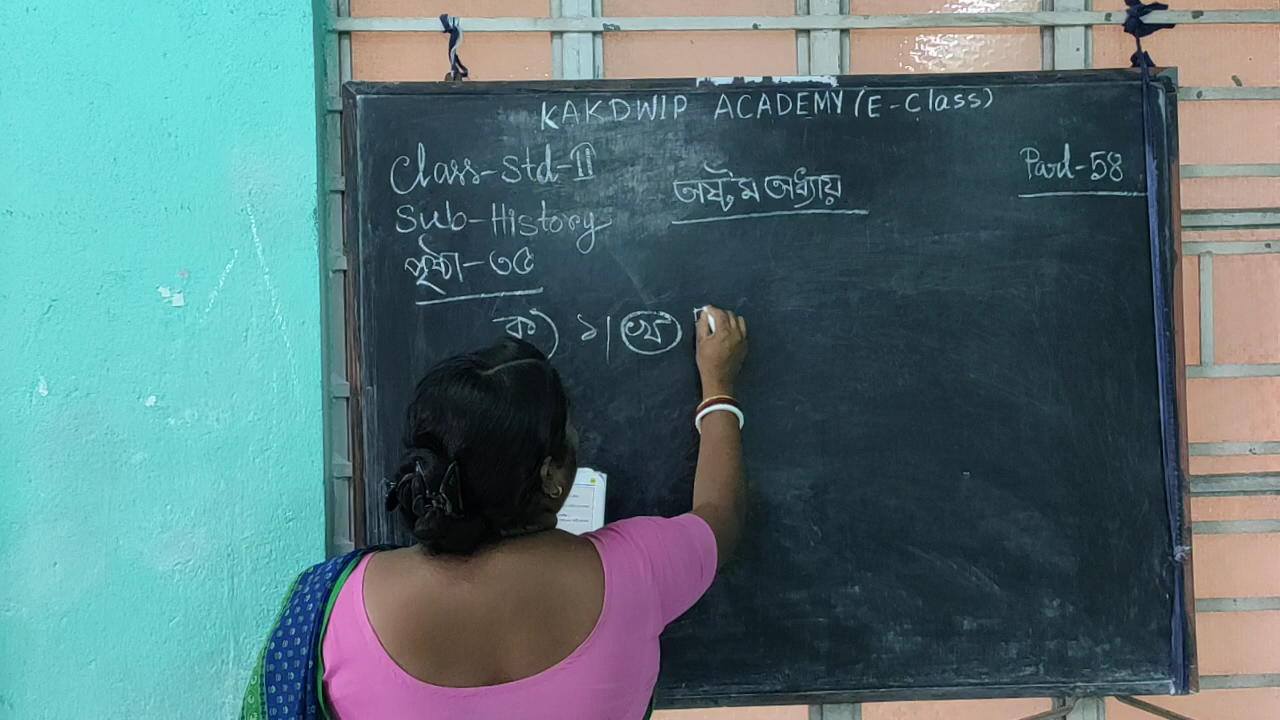 KAKDWIP ACADEMY (E-Class)
Class-Std-II
Sub-History
অষ্টম অধ্যায়
Part-58
পৃষ্ঠা-৩৫
ক) ১| খ